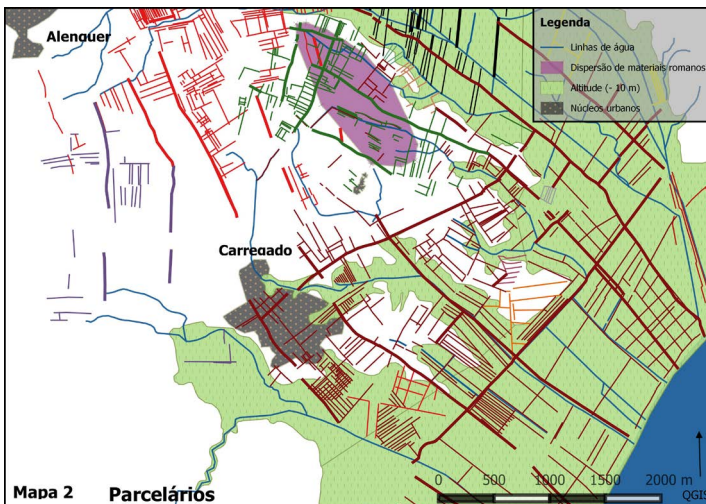 Alenquer
Legenda
Linhas de água
Dispersão de materiais romanos
Altitude (- 10 m)
Núcleos urbanos
Carregado
Mapa 2
Parcelários
0 500 1000 1500 2000 m
QGIS